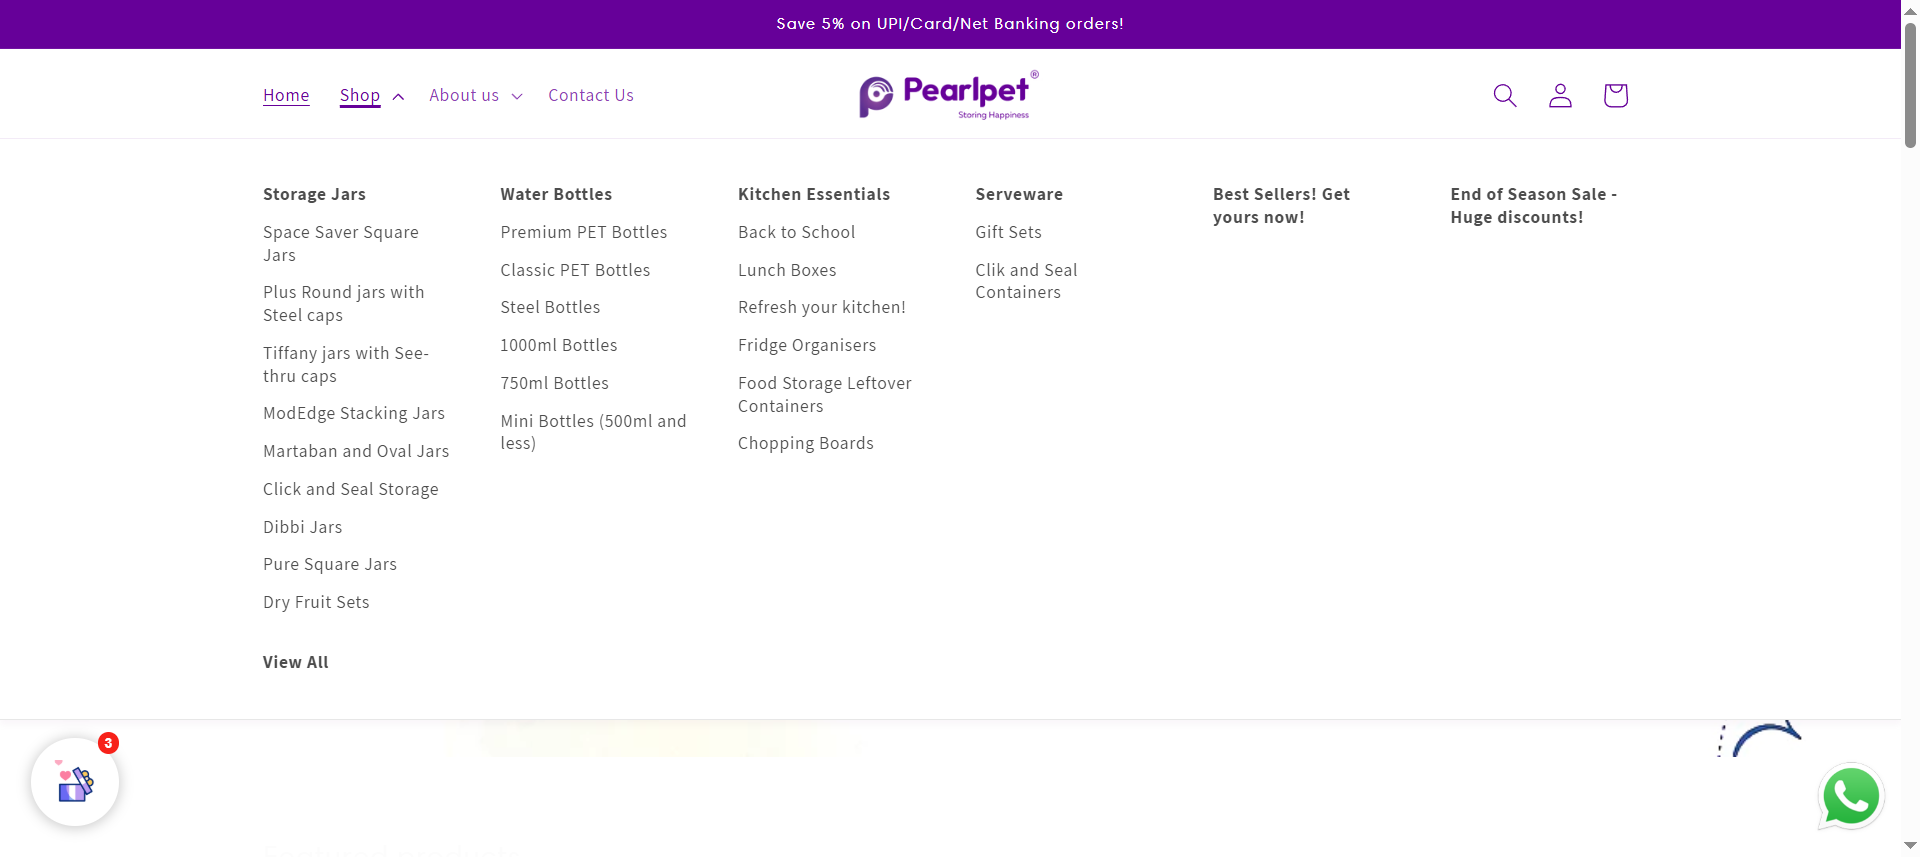 Save 5% on UPI/Card/Net Banking orders!
Home
Shop
About us
Contact Us
Pearlpet®
Storing Happiness
Storage Jars
Space Saver Square
Jars
Plus Round jars with
Steel caps
Tiffany jars with See-
thru caps
ModEdge Stacking Jars
Martaban and Oval Jars
Click and Seal Storage
Dibbi Jars
Pure Square Jars
Dry Fruit Sets
View All
Water Bottles
Premium PET Bottles
Classic PET Bottles
Steel Bottles
1000ml Bottles
750ml Bottles
Mini Bottles (500ml and
less)
Kitchen Essentials
Back to School
Lunch Boxes
Refresh your kitchen!
Fridge Organisers
Food Storage Leftover
Containers
Chopping Boards
Serveware
Gift Sets
Clik and Seal
Containers
Best Sellers! Get
yours now!
End of Season Sale -
Huge discounts!
3